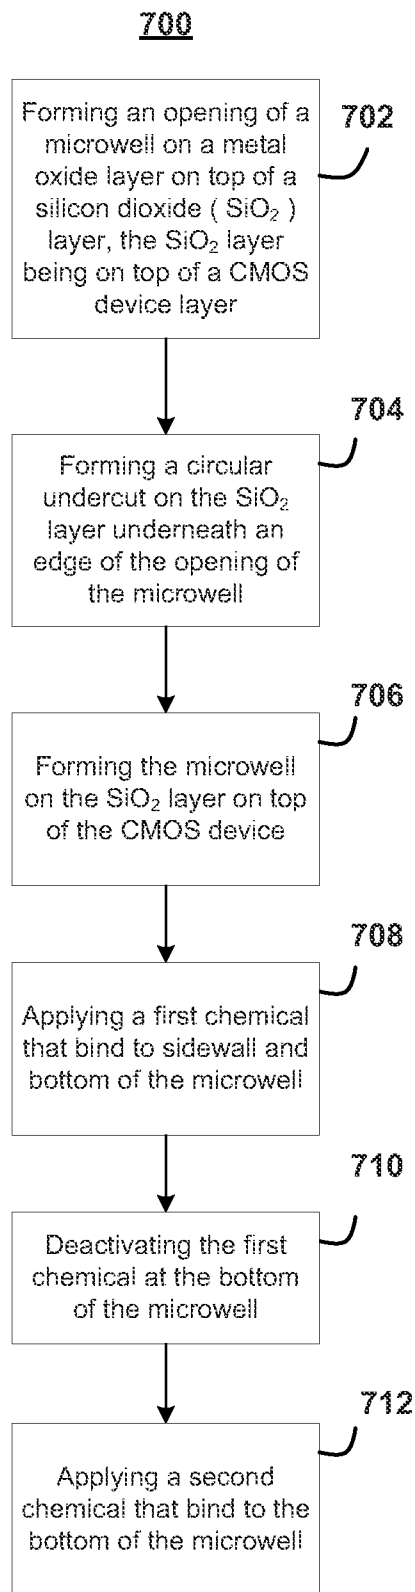 700
Forming an opening of a
microwell on a metal
oxide layer on top of a
silicon dioxide ( SiO₂ )
layer, the SiO₂ layer
being on top of a CMOS
device layer
702
Forming a circular
undercut on the SiO₂
layer underneath an
edge of the opening of
the microwell
704
Forming the microwell
on the SiO₂ layer on top
of the CMOS device
706
Applying a first chemical
that bind to sidewall and
bottom of the microwell
708
Deactivating the first
chemical at the bottom
of the microwell
710
Applying a second
chemical that bind to the
bottom of the microwell
712